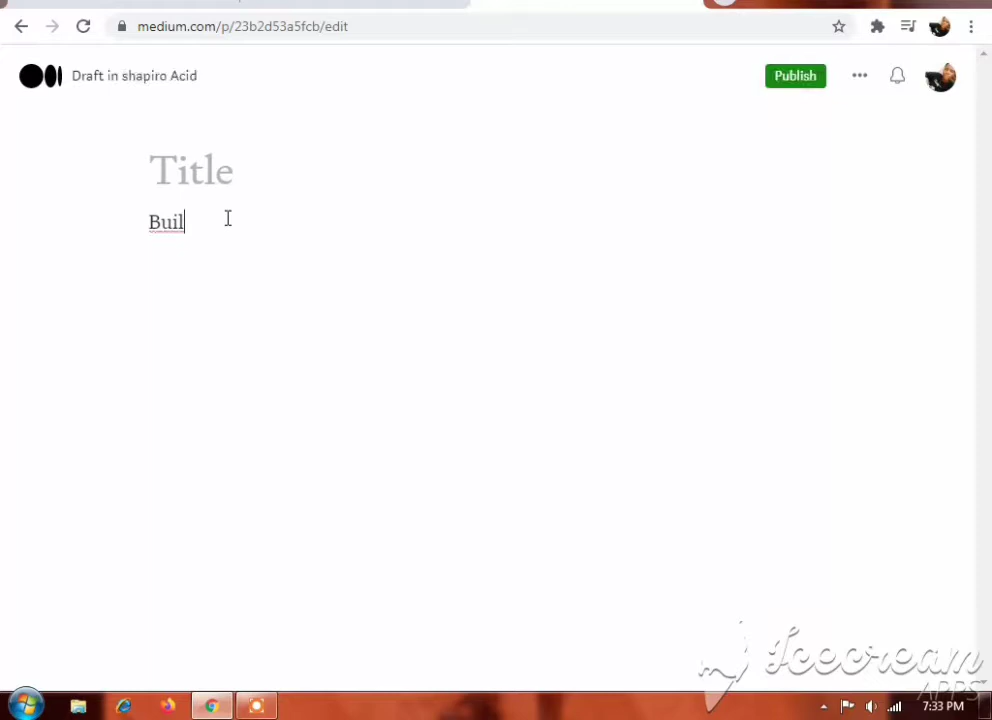 medium.com/p/23b2d53a5fcb/edit
Draft in shapiro Acid
Publish
Title
Buil
Icecream
APPS
7:33 PM